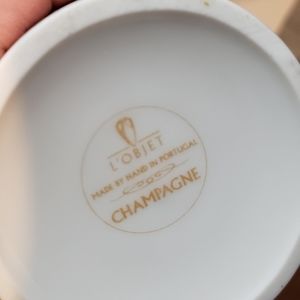 L'OBJET
MADE BY HAND IN PORTUGAL
CHAMPAGNE